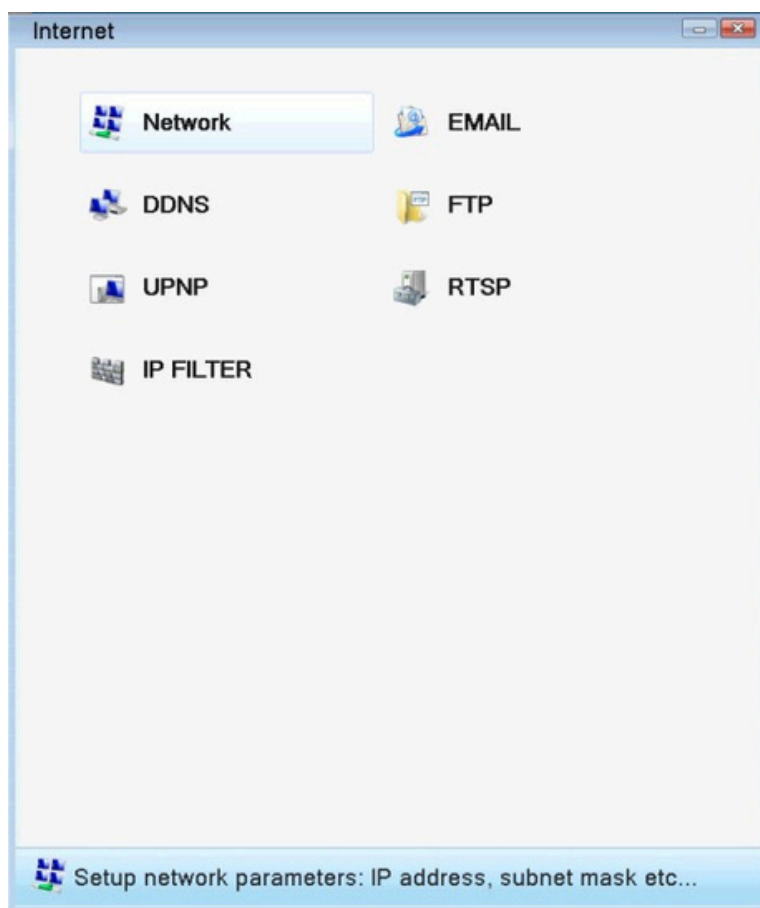 Internet
Network
EMAIL
DDNS
FTP
UPNP
RTSP
IP FILTER
Setup network parameters: IP address, subnet mask etc...